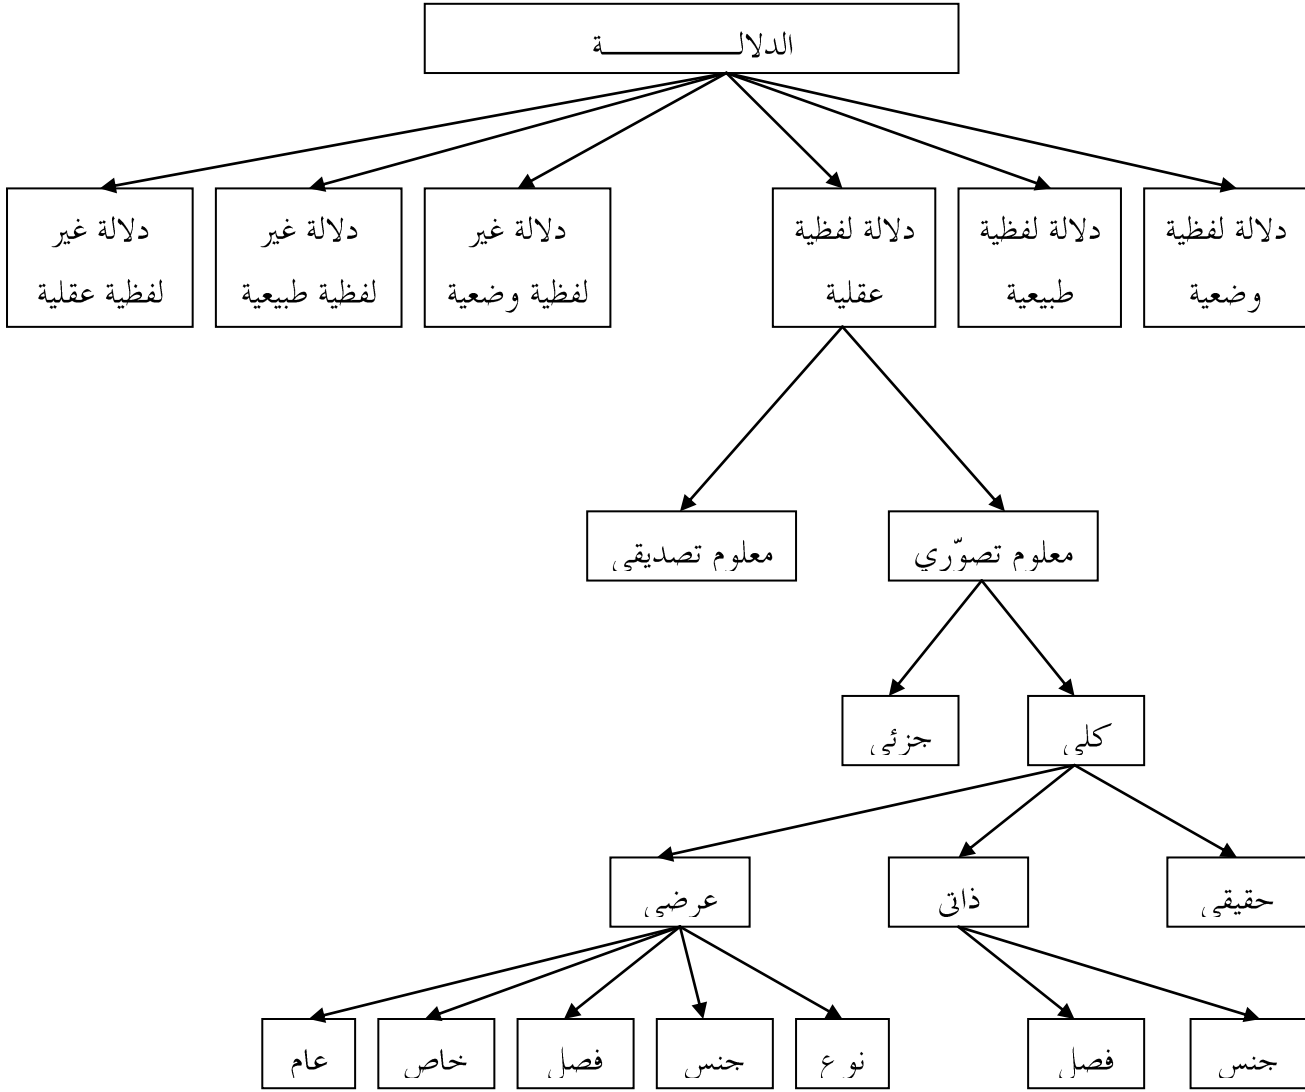 الدلالـــــــــــــــة
دلالة لفظية
وضعية
دلالة لفظية
طبيعية
دلالة لفظية
عقلية
دلالة غير
لفظية وضعية
دلالة غير
لفظية طبيعية
دلالة غير
لفظية عقلية
معلوم تصوّري
معلوم تصديقي
كلي
جزئي
حقيقي
ذاتي
عرضي
جنس
فصل
نوع
جنس
فصل
خاص
عام